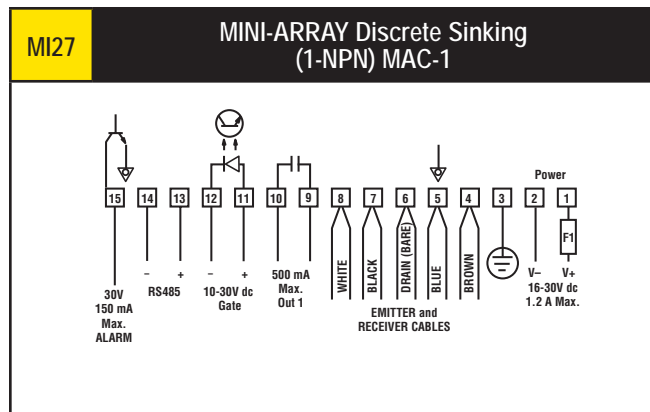 MI27
MINI-ARRAY Discrete Sinking
(1-NPN) MAC-1
Power
15 14 13 12 11 10 9 8 7 6 5 4 3 2 1
F1
WHITE
BLACK
DRAIN (BARE)
BLUE
BROWN
– +
RS485
– +
10-30V dc
Gate
500 mA
Max.
Out 1
V– V+
16-30V dc
1.2 A Max.
30V
150 mA
Max.
ALARM
EMITTER and
RECEIVER CABLES